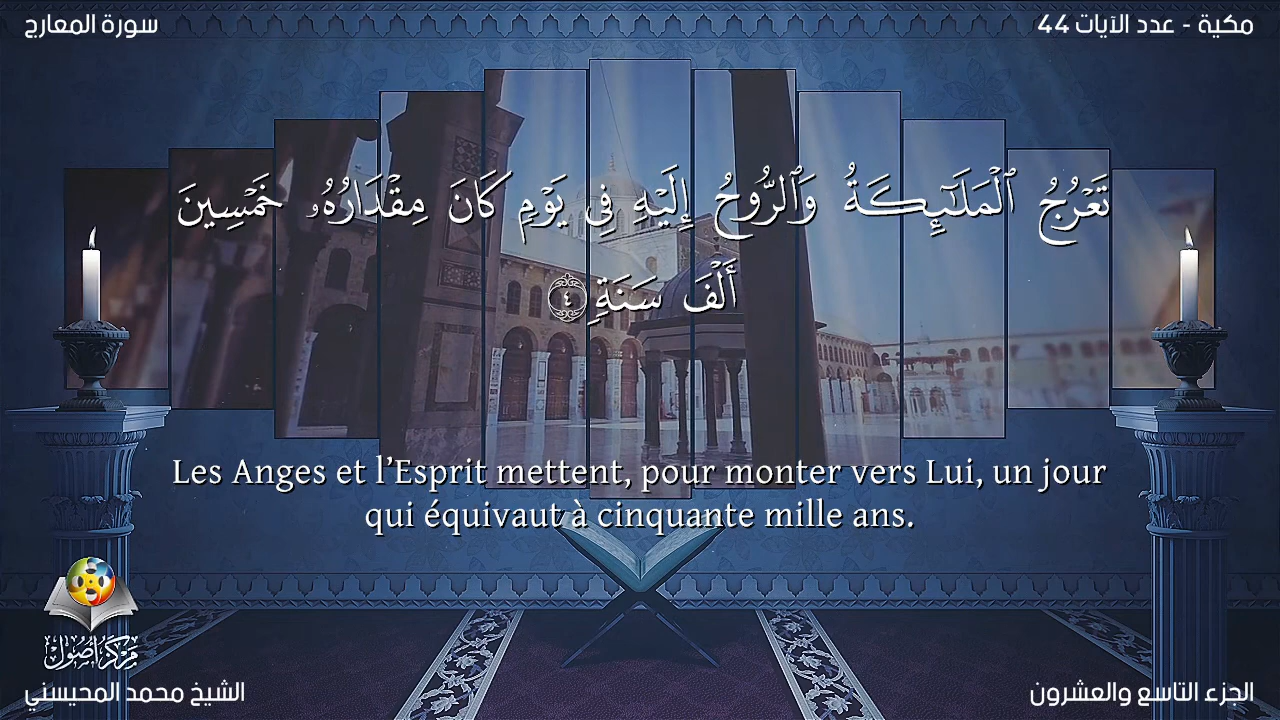 مكية - عدد الآيات 44
سورة المعارج
تَعْرُجُ ٱلْمَلَٰٓئِكَةُ وَٱلرُّوحُ إِلَيْهِ فِى يَوْمٍ كَانَ مِقْدَارُهُۥ خَمْسِينَ
أَلْفَ سَنَةٍ ٤
Les Anges et l’Esprit mettent, pour monter vers Lui, un jour
qui équivaut à cinquante mille ans.
مركز أصول
الجزء التاسع والعشرون
الشيخ محمد المحيسني